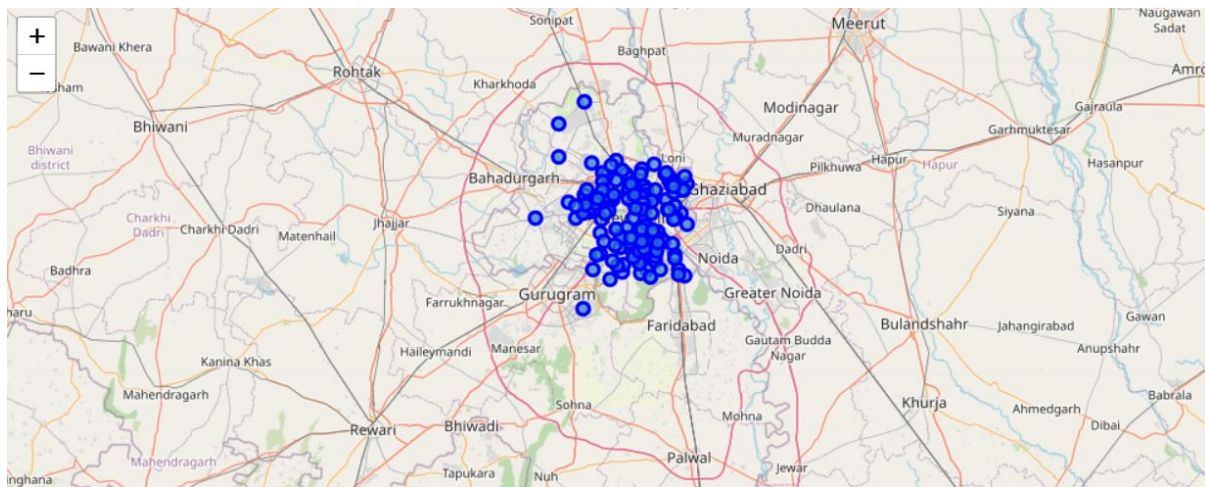 +
−
Sonipat
Meerut
Naugawan
Sadat
Bawani Khera
Baghpat
Rohtak
Kharkhoda
Amro
Modinagar
Gajraula
Bhiwani
Muradnagar
Garhmuktesar
Loni
Bhiwani
district
Bahadurgarh
Ghaziabad
Pilkhuwa
Hapur
Hapur
Hasanpur
Charkhi
Dadri
Charkhi Dadri
Jhajjar
Matenhail
Dhaulana
Siyana
Dadri
Badhra
Noida
Gurugram
Greater Noida
Farrukhnagar
Faridabad
Bulandshahr
Jahangirabad
Gawan
Haileymandi
Manesar
Gautam Budda
Nagar
Anupshahr
Kanina Khas
Mahendragarh
Sohna
Mohna
Khurja
Ahmedgarh
Babrala
Rewari
Bhiwadi
Dibai
Mahendragarh
Tapukara
Nuh
Palwal
Jewar